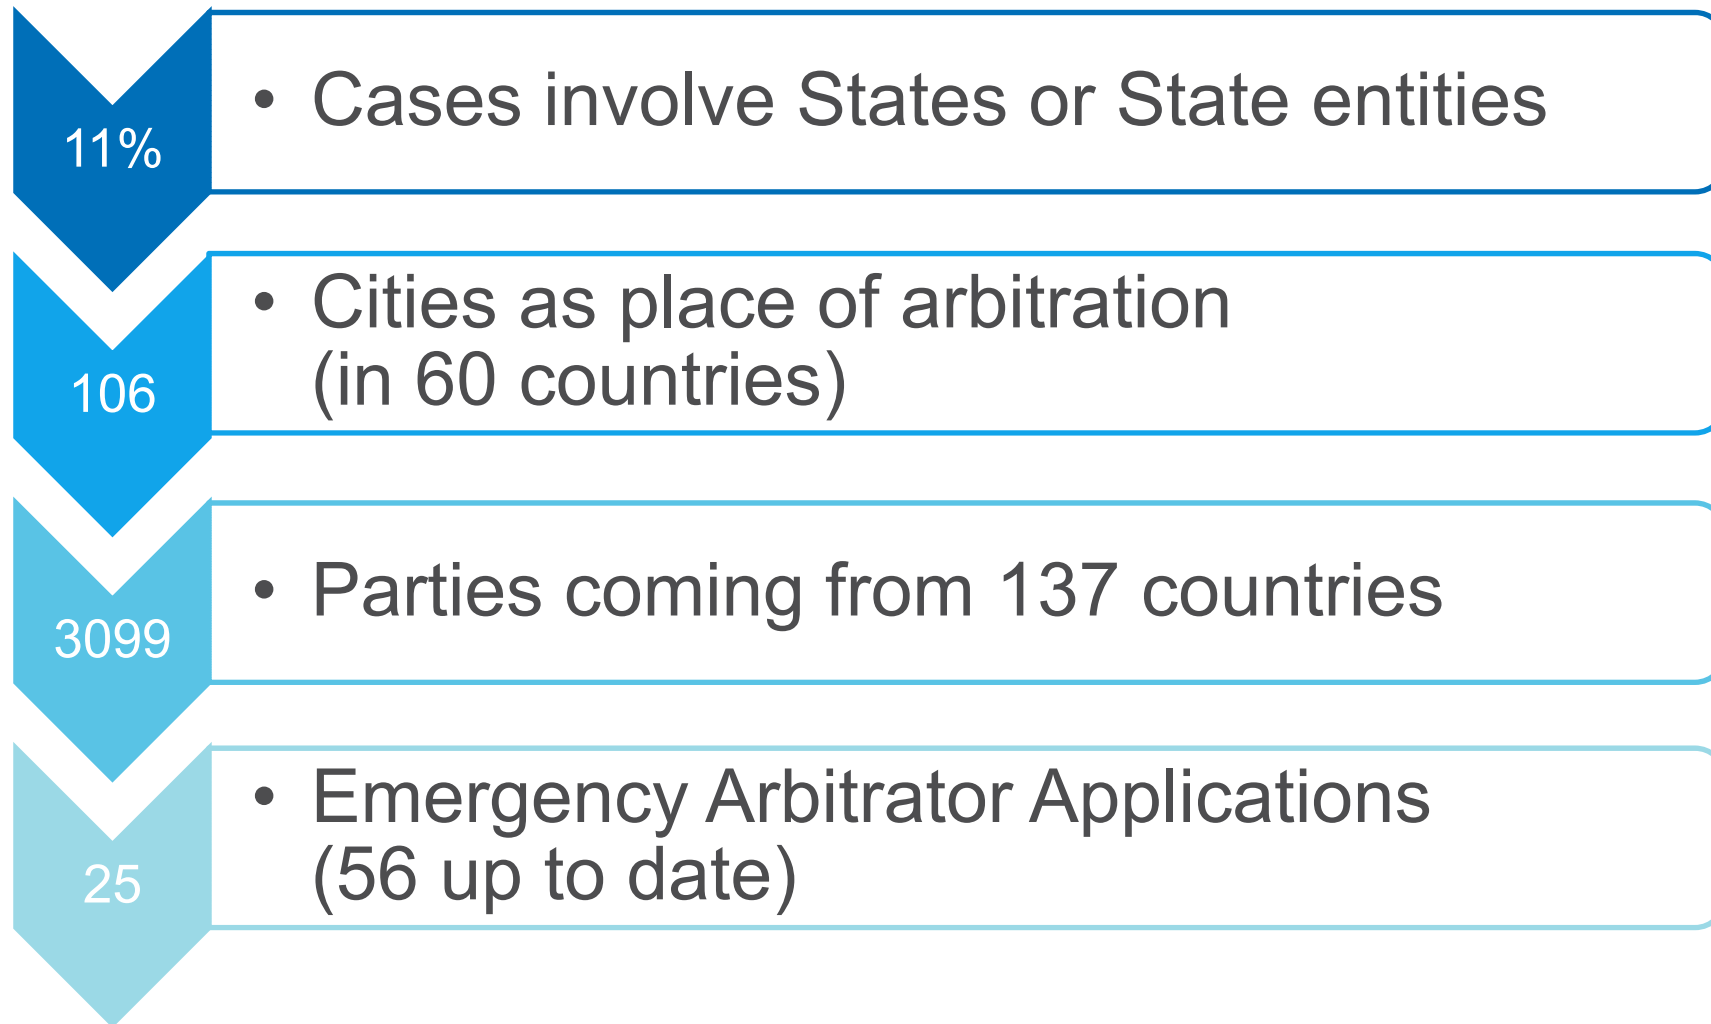 11%
• Cases involve States or State entities
106
• Cities as place of arbitration
(in 60 countries)
3099
• Parties coming from 137 countries
25
• Emergency Arbitrator Applications
(56 up to date)